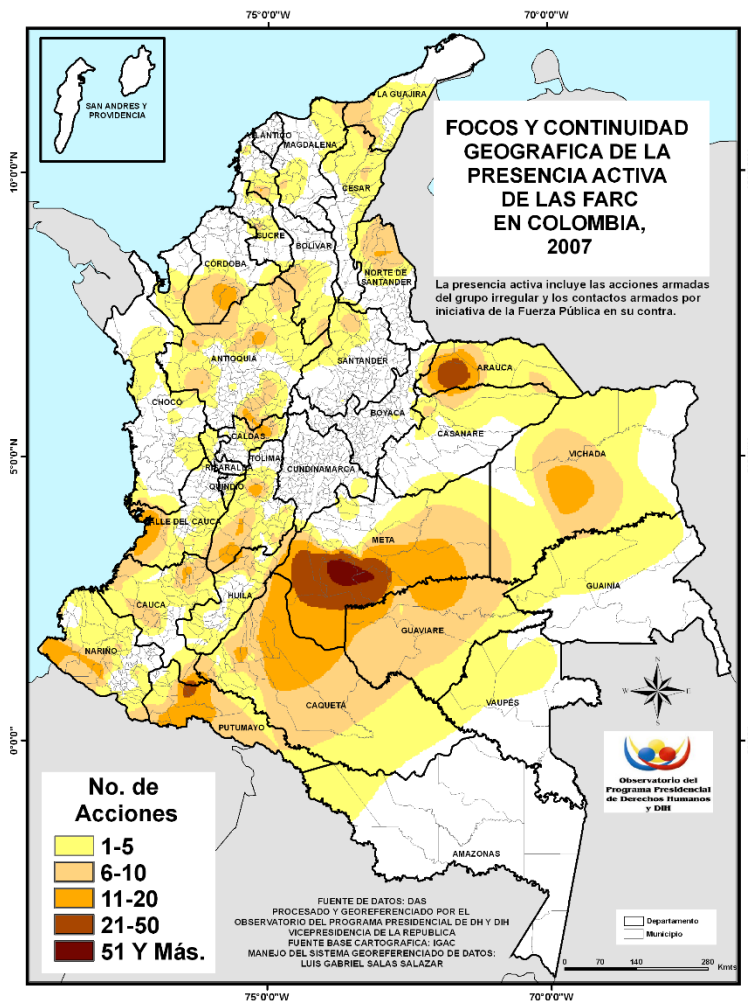 75°0'0"W
70°0'0"W
10°0'0"N
5°0'0"N
0°0'0"
SAN ANDRES Y
PROVIDENCIA
FOCOS Y CONTINUIDAD
GEOGRAFICA DE LA
PRESENCIA ACTIVA
DE LAS FARC
EN COLOMBIA,
2007
La presencia activa incluye las acciones armadas
del grupo irregular y los contactos armados por
iniciativa de la Fuerza Pública en su contra.
LA GUAJIRA
ATLÁNTICO
MAGDALENA
CESAR
SUCRE
BOLÍVAR
CÓRDOBA
NORTE DE
SANTANDER
ANTIOQUIA
SANTANDER
ARAUCA
CHOCÓ
BOYACA
CASANARE
CALDAS
VICHADA
RISARALDA
TOLIMA
CUNDINAMARCA
QUINDIO
VALLE DEL CAUCA
META
GUAINIA
CAUCA
HUILA
GUAVIARE
NARIÑO
VAUPÉS
CAQUETÁ
PUTUMAYO
AMAZONAS
N
W
E
S
Observatorio del
Programa Presidencial
de Derechos Humanos
y DIH
No. de
Acciones
1-5
6-10
11-20
21-50
51 Y Más.
FUENTE DE DATOS: DAS
PROCESADO Y GEOREFERENCIADO POR EL
OBSERVATORIO DEL PROGRAMA PRESIDENCIAL DE DH Y DIH
VICEPRESIDENCIA DE LA REPUBLICA
FUENTE BASE CARTOGRAFICA: IGAC
MANEJO DEL SISTEMA GEOREFERENCIADO DE DATOS:
LUIS GABRIEL SALAS SALAZAR
Departamento
Municipio
0 70 140 280
Kmts
75°0'0"W
70°0'0"W